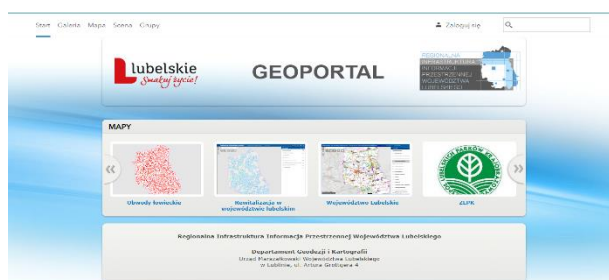 Start Galeria Mapa Scena Grupy
Zaloguj się
lubelskie
Smakuj życie!
GEOPORTAL
REGIONALNA
INFRASTRUKTURA
INFORMACJI
PRZESTRZENNEJ
WOJEWÓDZTWA
LUBELSKIEGO
MAPY
Obwody łowieckie
Rewitalizacja w
województwie lubelskim
Województwo Lubelskie
ZLPK
Regionalna Infrastruktura Informacji Przestrzennej Województwa Lubelskiego
Departament Geodezji i Kartografii
Urząd Marszałkowski Województwa Lubelskiego
w Lublinie, ul. Artura Grottgera 4